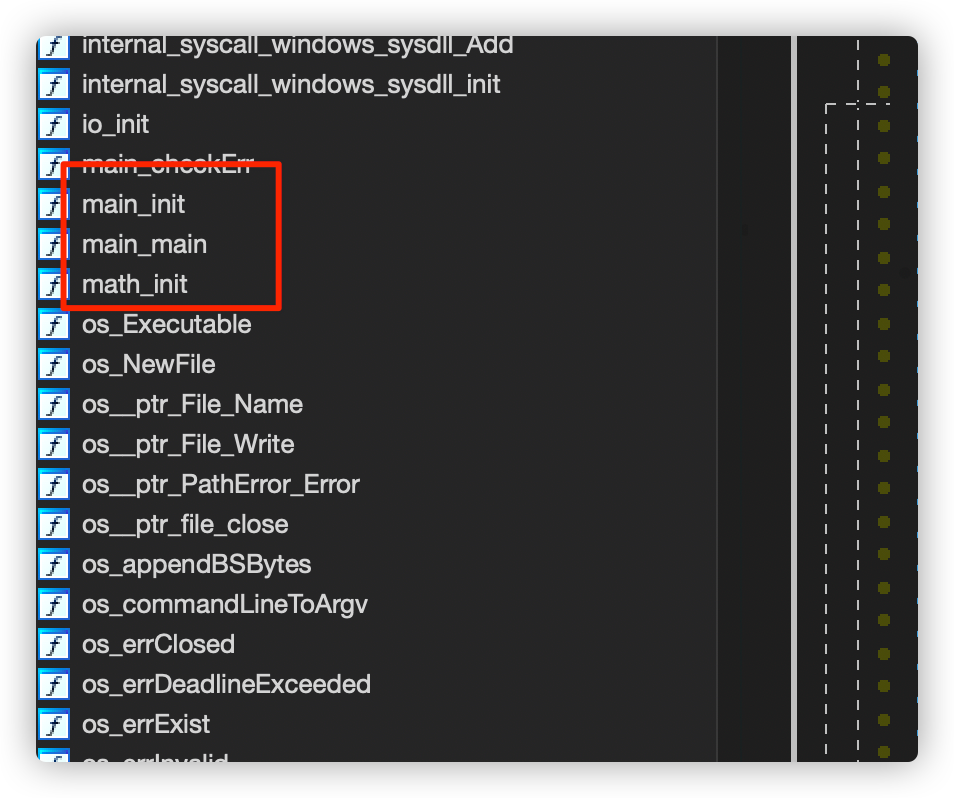 internal_syscall_windows_sysdll_Add
internal_syscall_windows_sysdll_init
io_init
main_checkErr
main_init
main_main
math_init
os_Executable
os_NewFile
os__ptr_File_Name
os__ptr_File_Write
os__ptr_PathError_Error
os__ptr_file_close
os_appendBSBytes
os_commandLineToArgv
os_errClosed
os_errDeadlineExceeded
os_errExist
os_errInvalid